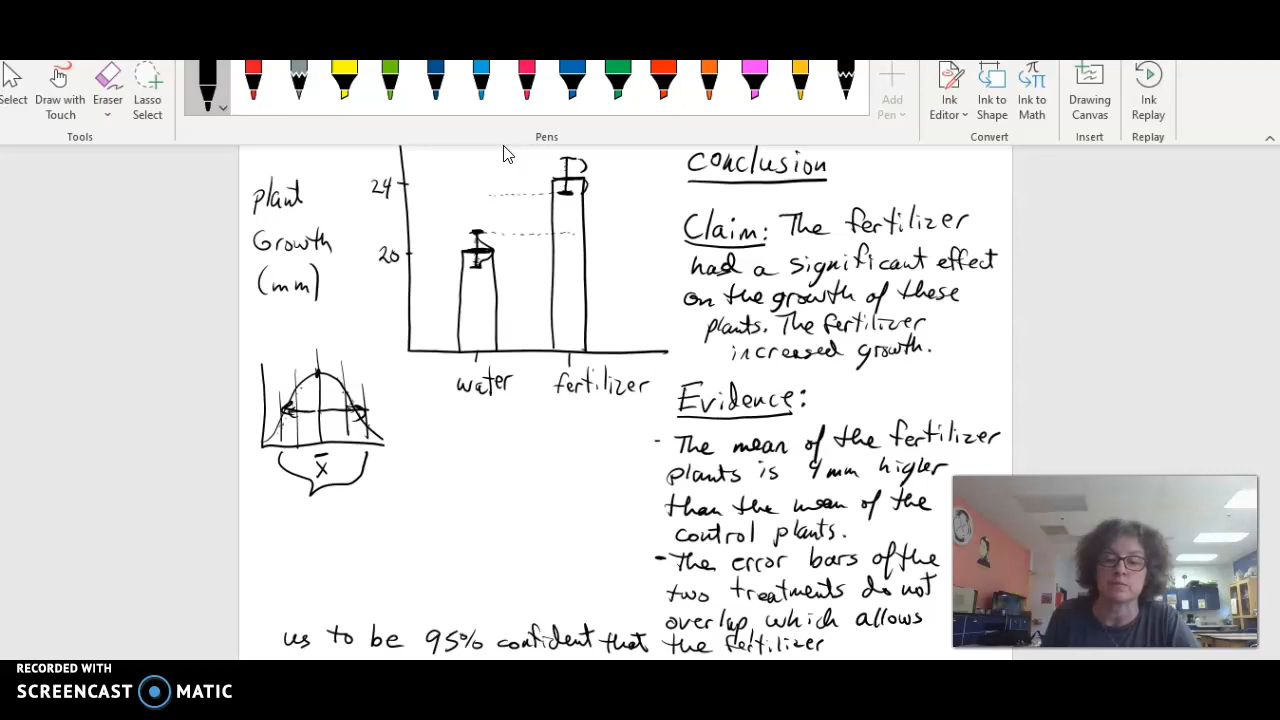 Select
Draw with
Touch
Eraser
Lasso
Select
Tools
Pens
Add
Pen
Ink
Editor
Ink to
Shape
Ink to
Math
Convert
Drawing
Canvas
Insert
Ink
Replay
Replay
plant
Growth
(mm)
24
20
water fertilizer
x̄
Conclusion
Claim: The fertilizer
had a significant effect
on the growth of these
plants. The fertilizer
increased growth.
Evidence:
- The mean of the fertilizer
plants is 4mm higher
than the mean of the
control plants.
- The error bars of the
two treatments do not
overlap which allows
us to be 95% confident that the fertilizer
RECORDED WITH
SCREENCAST MATIC